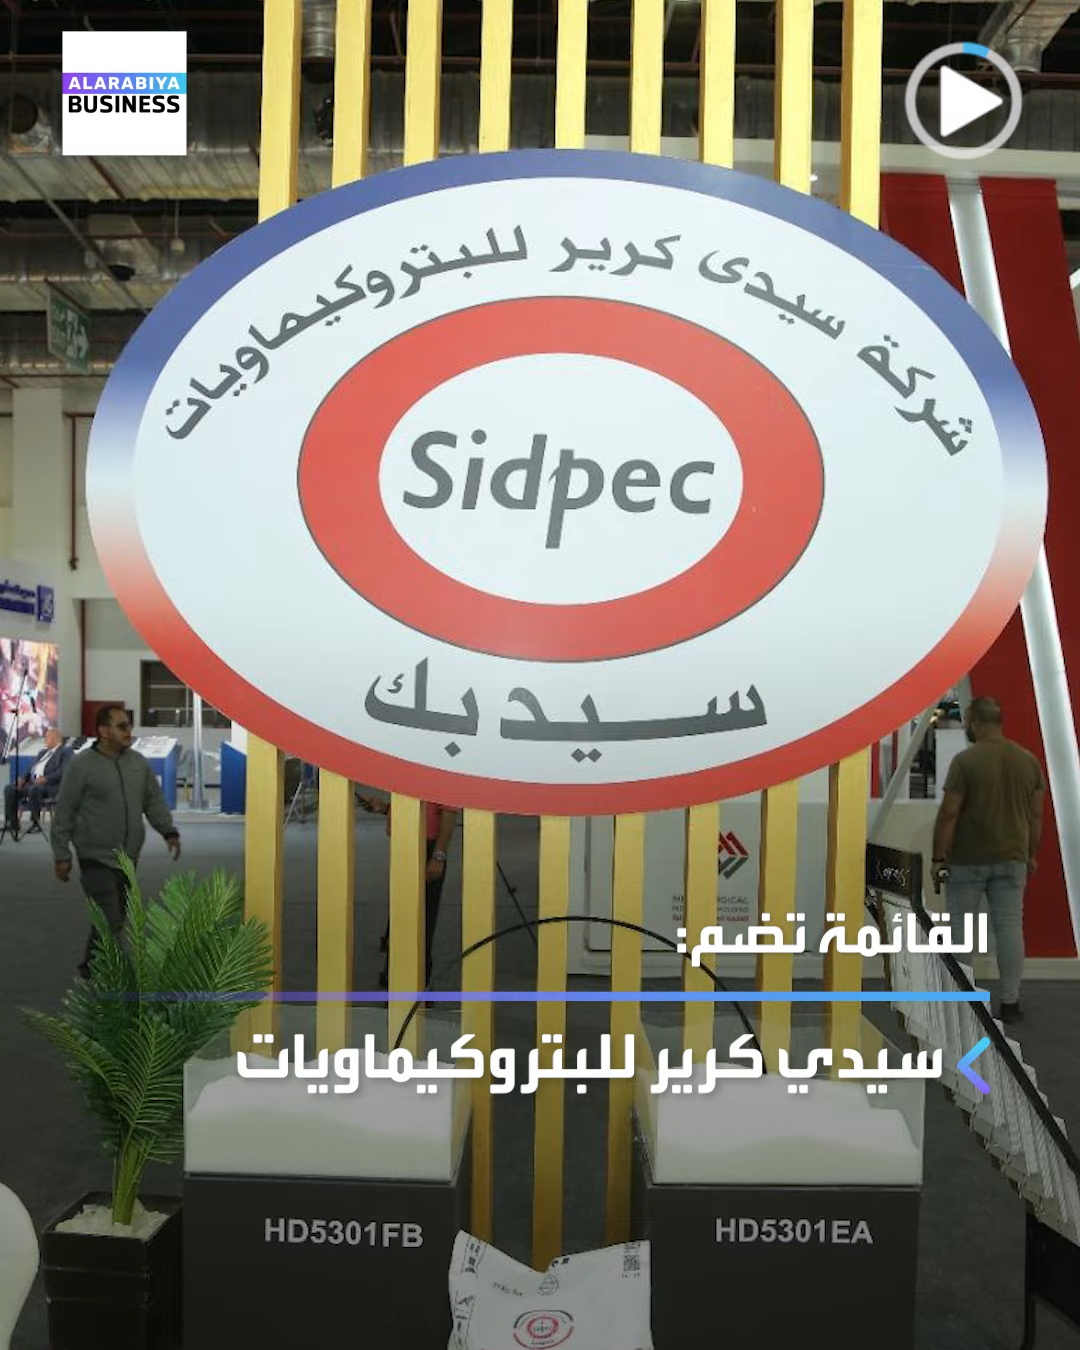 ALARABIYA
BUSINESS
شركة سيدى كرير للبتروكيماويات
Sidpec
سيدبك
القائمة تضم:
سيدي كرير للبتروكيماويات
HD5301FB
HD5301EA